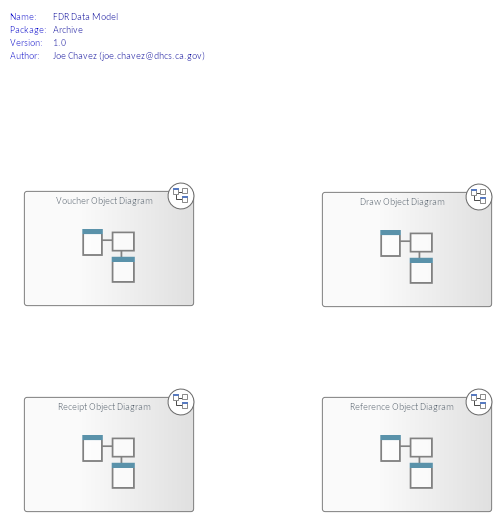 Name: FDR Data Model
Package: Archive
Version: 1.0
Author: Joe Chavez (joe.chavez@dhcs.ca.gov)
Voucher Object Diagram
Draw Object Diagram
Receipt Object Diagram
Reference Object Diagram